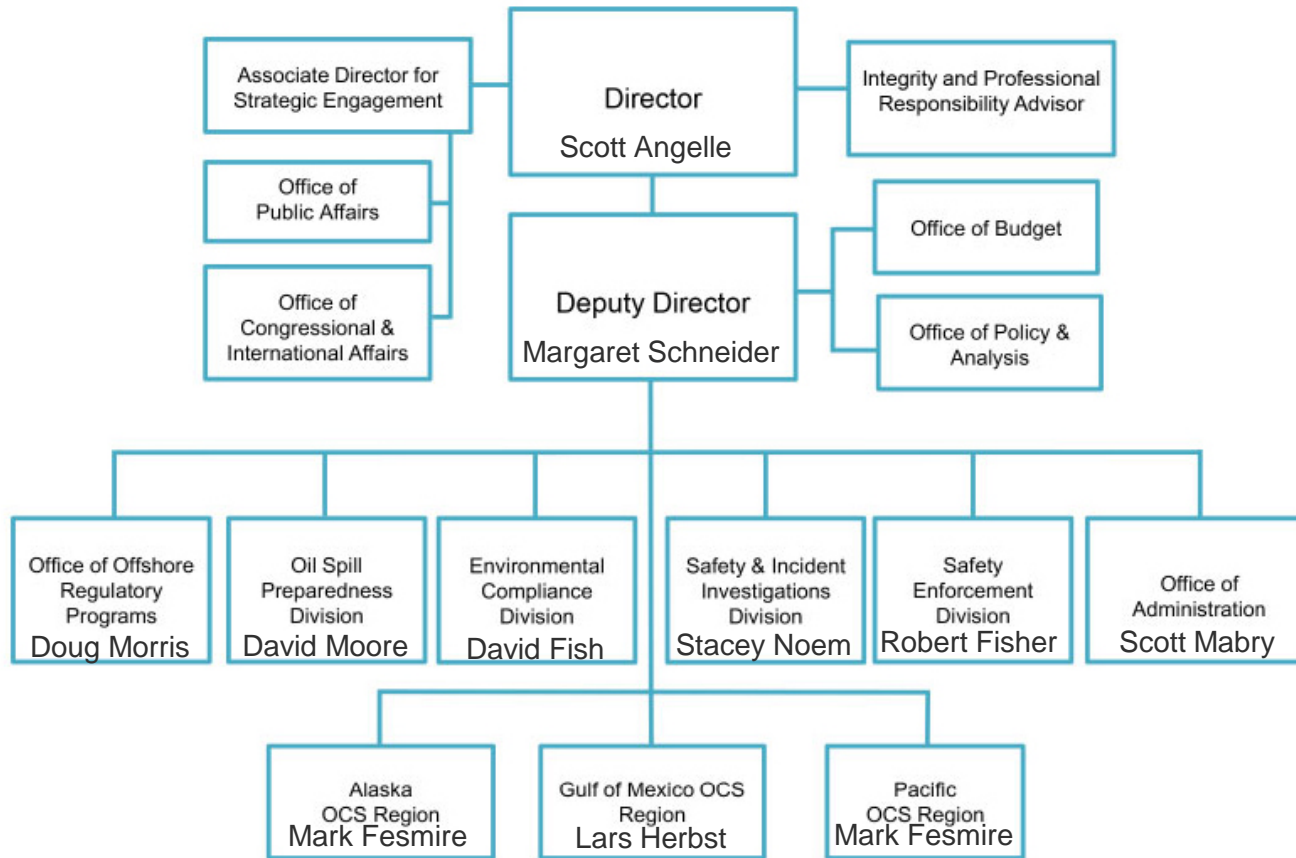 Associate Director for
Strategic Engagement
Director
Scott Angelle
Integrity and Professional
Responsibility Advisor
Office of
Public Affairs
Office of
Congressional &
International Affairs
Deputy Director
Margaret Schneider
Office of Budget
Office of Policy &
Analysis
Office of Offshore
Regulatory
Programs
Doug Morris
Oil Spill
Preparedness
Division
David Moore
Environmental
Compliance
Division
David Fish
Safety & Incident
Investigations
Division
Stacey Noem
Safety
Enforcement
Division
Robert Fisher
Office of
Administration
Scott Mabry
Alaska
OCS Region
Mark Fesmire
Gulf of Mexico OCS
Region
Lars Herbst
Pacific
OCS Region
Mark Fesmire